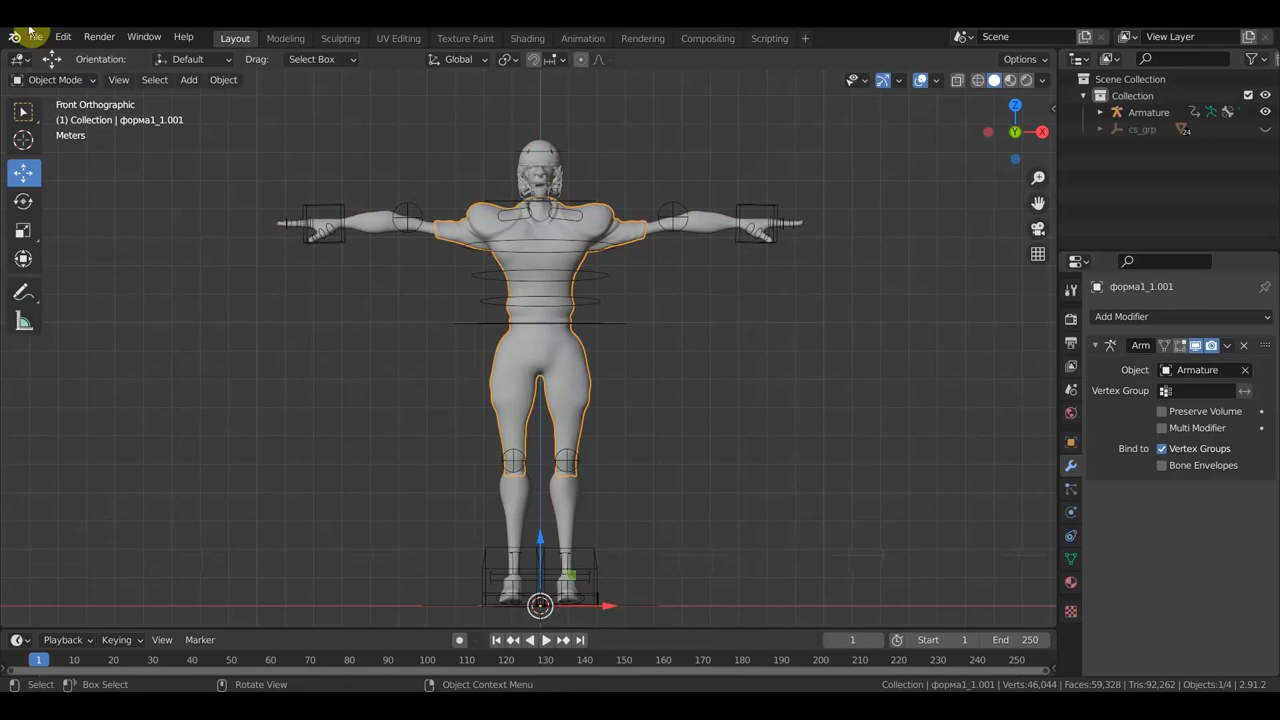 File Edit Render Window Help Layout Modeling Sculpting UV Editing Texture Paint Shading Animation Rendering Compositing Scripting + Scene View Layer
Orientation: Default Drag: Select Box Global Options
Object Mode View Select Add Object
Scene Collection
Collection
Armature
cs_grp 24
Front Orthographic
(1) Collection | форма1_1.001
Meters
Z
Y
X
форма1_1.001
Add Modifier
Arm
Object Armature
Vertex Group
Preserve Volume
Multi Modifier
Bind to Vertex Groups
Bone Envelopes
Playback Keying View Marker 1 Start 1 End 250
1 10 20 30 40 50 60 70 80 90 100 110 120 130 140 150 160 170 180 190 200 210 220 230 240 250
Select Box Select Rotate View Object Context Menu Collection | форма1_1.001 | Verts:46,044 | Faces:59,328 | Tris:92,262 | Objects:1/4 | 2.91.2